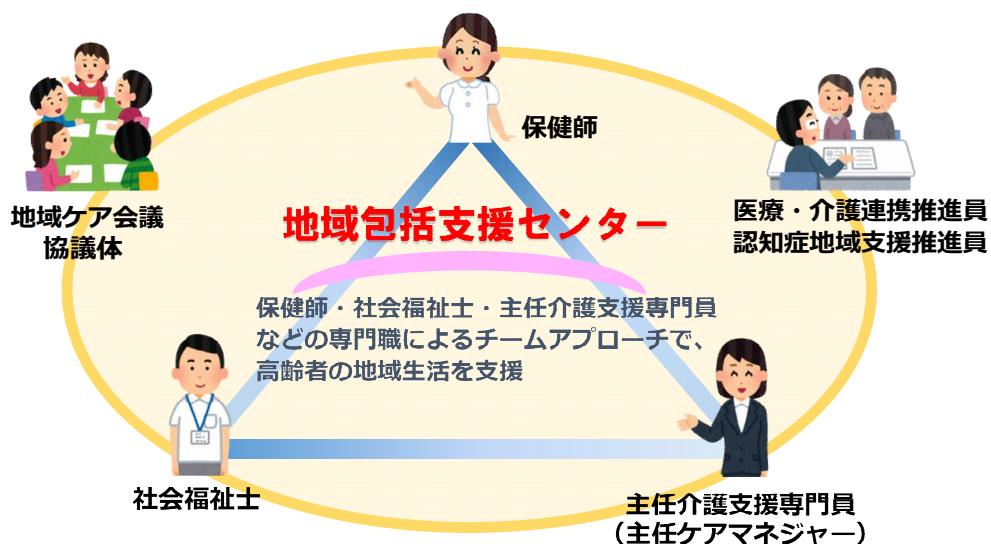 保健師
地域ケア会議
協議体
医療・介護連携推進員
認知症地域支援推進員
地域包括支援センター
保健師・社会福祉士・主任介護支援専門員
などの専門職によるチームアプローチで、
高齢者の地域生活を支援
社会福祉士
主任介護支援専門員
（主任ケアマネジャー）